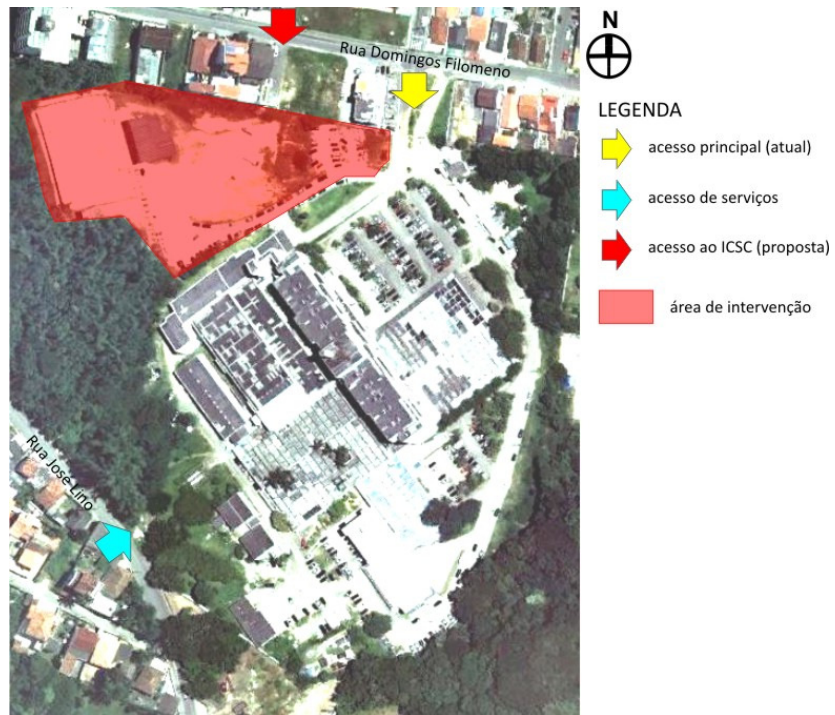 Rua Domingos Filomeno
N
LEGENDA
acesso principal (atual)
acesso de serviços
acesso ao ICSC (proposta)
área de intervenção
Rua José Lino